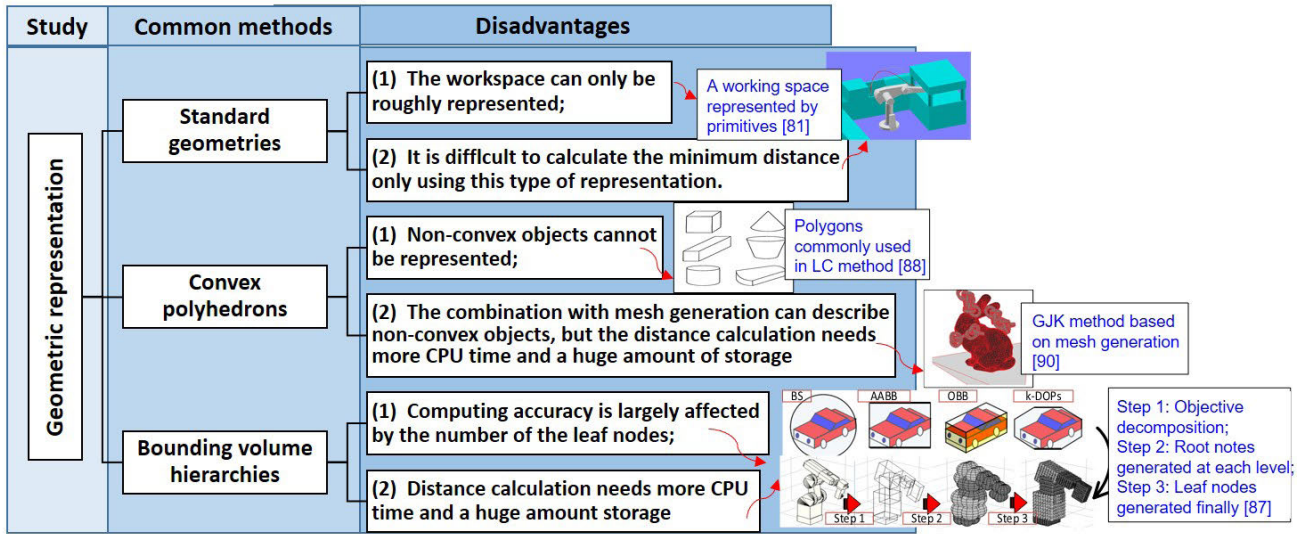 Study
Common methods
Disadvantages
Geometric representation
Standard
geometries
(1) The workspace can only be
roughly represented;
A working space
represented by
primitives [81]
(2) It is difflcult to calculate the minimum distance
only using this type of representation.
Convex
polyhedrons
(1) Non-convex objects cannot
be represented;
Polygons
commonly used
in LC method [88]
(2) The combination with mesh generation can describe
non-convex objects, but the distance calculation needs
more CPU time and a huge amount of storage
GJK method based
on mesh generation
[90]
Bounding volume
hierarchies
(1) Computing accuracy is largely affected
by the number of the leaf nodes;
(2) Distance calculation needs more CPU
time and a huge amount storage
BS
AABB
OBB
k-DOPs
Step 1
Step 2
Step 3
Step 1: Objective
decomposition;
Step 2: Root notes
generated at each level;
Step 3: Leaf nodes
generated finally [87]